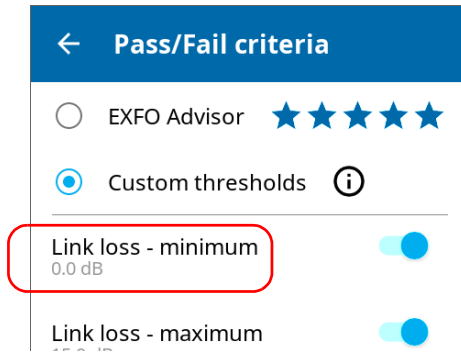 Pass/Fail criteria
EXFO Advisor
Custom thresholds
Link loss - minimum
0.0 dB
Link loss - maximum